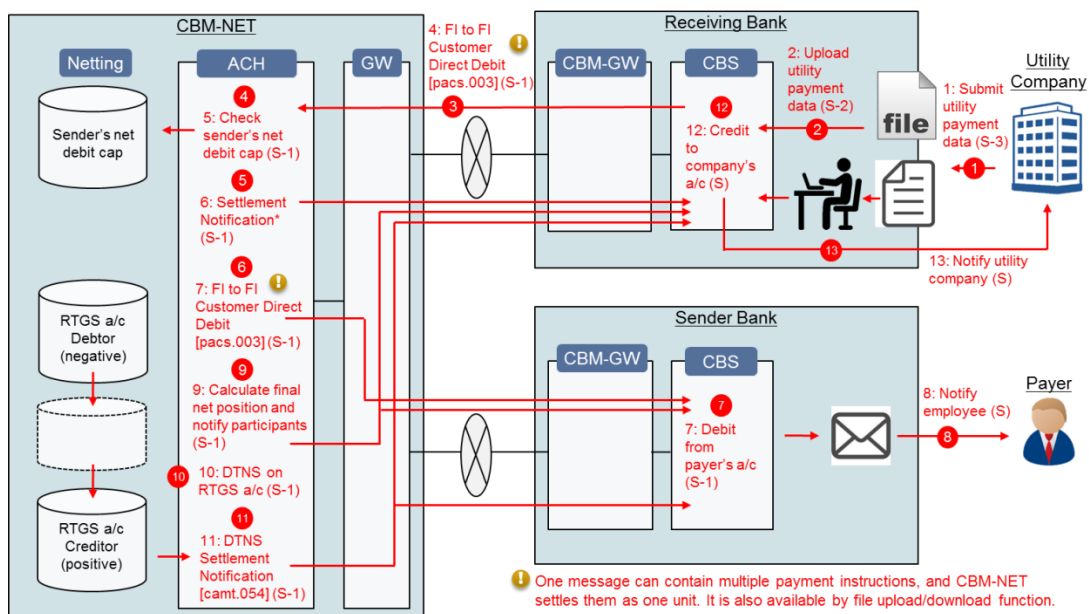 CBM-NET
Netting
ACH
GW
Sender's net
debit cap
4
5: Check
sender's net
debit cap (S-1)
5
6: Settlement
Notification*
(S-1)
6
7: FI to FI
Customer Direct
Debit
[pacs.003] (S-1)
RTGS a/c
Debtor
(negative)
9
9: Calculate final
net position and
notify participants
(S-1)
10
10: DTNS on
RTGS a/c (S-1)
RTGS a/c
Creditor
(positive)
11
11: DTNS
Settlement
Notification
[camt.054] (S-1)
4: FI to FI
Customer
Direct Debit
[pacs.003] (S-1)
3
Receiving Bank
CBM-GW
CBS
2: Upload
utility
payment
data (S-2)
2
file
12
12: Credit
to
company's
a/c (S)
Utility
Company
1: Submit
utility
payment
data (S-3)
1
13
13: Notify utility
company (S)
Sender Bank
CBM-GW
CBS
7
7: Debit
from
payer's a/c
(S-1)
8: Notify
employee (S)
8
Payer
! One message can contain multiple payment instructions, and CBM-NET
settles them as one unit. It is also available by file upload/download function.